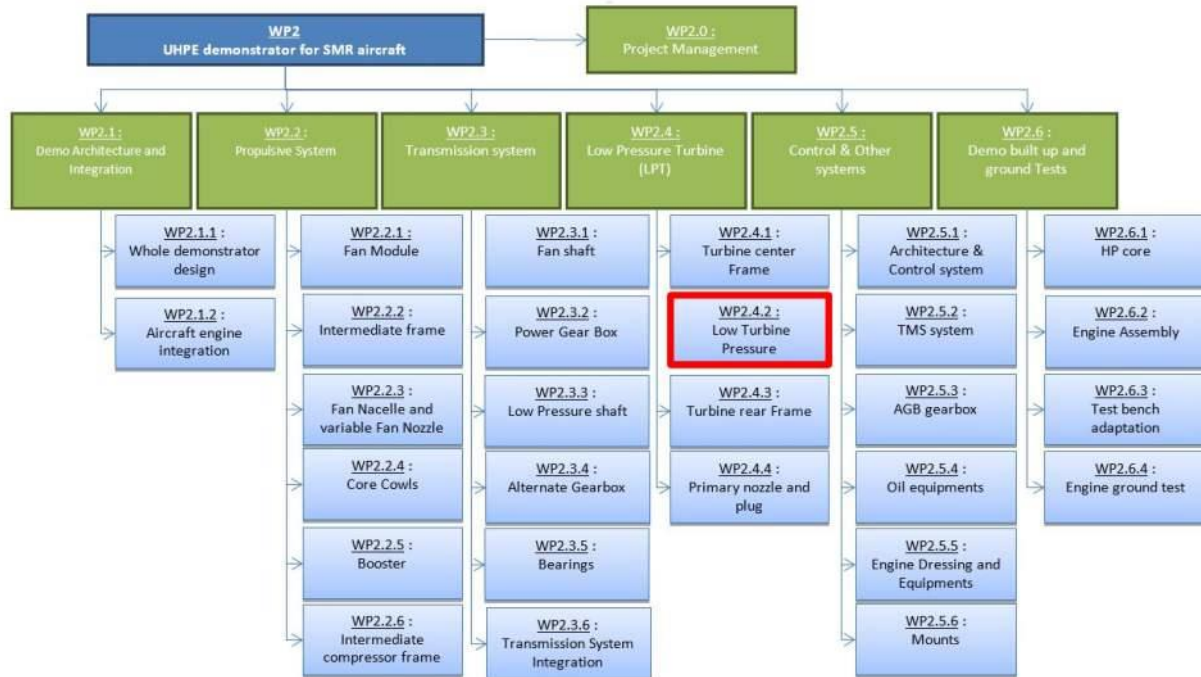 WP2
UHPE demonstrator for SMR aircraft
WP2.0 :
Project Management
WP2.1 :
Demo Architecture and
Integration
WP2.2 :
Propulsive System
WP2.3 :
Transmission system
WP2.4 :
Low Pressure Turbine
(LPT)
WP2.5 :
Control & Other
systems
WP2.6 :
Demo built up and
ground Tests
WP2.1.1 :
Whole demonstrator
design
WP2.1.2 :
Aircraft engine
integration
WP2.2.1 :
Fan Module
WP2.2.2 :
Intermediate frame
WP2.2.3 :
Fan Nacelle and
variable Fan Nozzle
WP2.2.4 :
Core Cowls
WP2.2.5 :
Booster
WP2.2.6 :
Intermediate
compressor frame
WP2.3.1 :
Fan shaft
WP2.3.2 :
Power Gear Box
WP2.3.3 :
Low Pressure shaft
WP2.3.4 :
Alternate Gearbox
WP2.3.5 :
Bearings
WP2.3.6 :
Transmission System
Integration
WP2.4.1 :
Turbine center
Frame
WP2.4.2 :
Low Turbine
Pressure
WP2.4.3 :
Turbine rear Frame
WP2.4.4 :
Primary nozzle and
plug
WP2.5.1 :
Architecture &
Control system
WP2.5.2 :
TMS system
WP2.5.3 :
AGB gearbox
WP2.5.4 :
Oil equipments
WP2.5.5 :
Engine Dressing and
Equipments
WP2.5.6 :
Mounts
WP2.6.1 :
HP core
WP2.6.2 :
Engine Assembly
WP2.6.3 :
Test bench
adaptation
WP2.6.4 :
Engine ground test